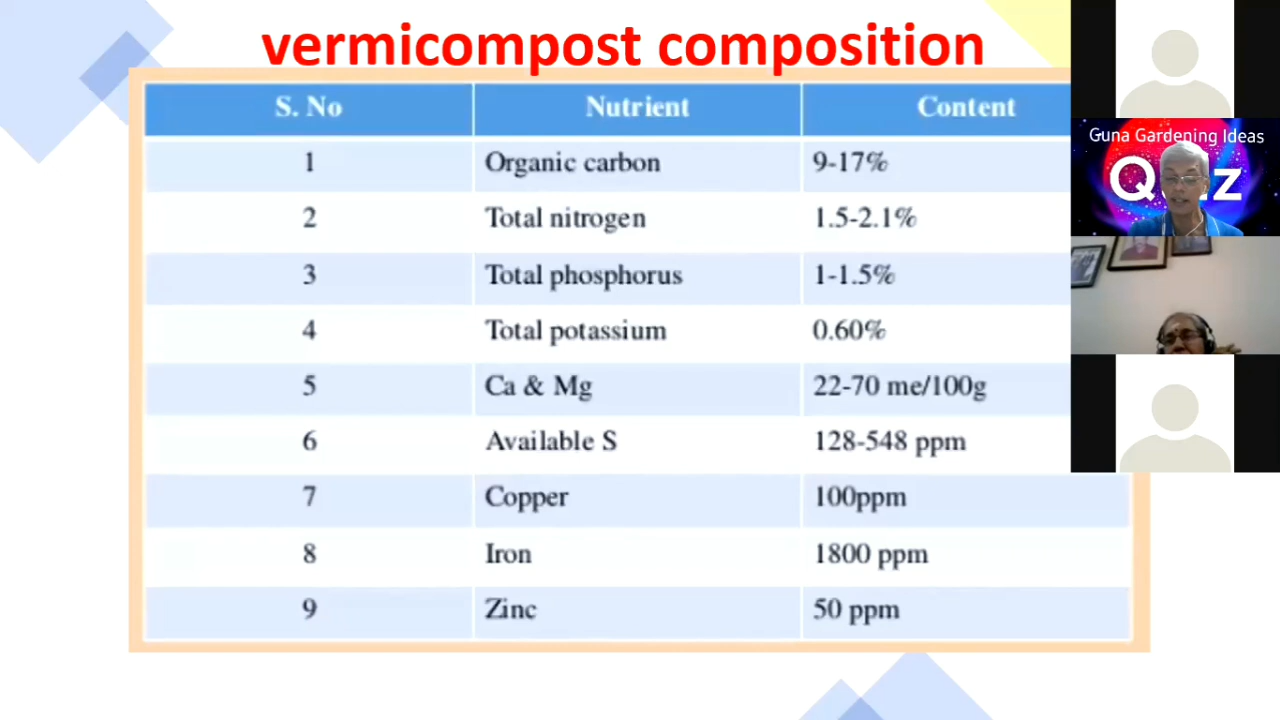 vermicompost composition
S. No Nutrient Content
1 Organic carbon 9-17%
2 Total nitrogen 1.5-2.1%
3 Total phosphorus 1-1.5%
4 Total potassium 0.60%
5 Ca & Mg 22-70 me/100g
6 Available S 128-548 ppm
7 Copper 100ppm
8 Iron 1800 ppm
9 Zinc 50 ppm
Guna Gardening Ideas